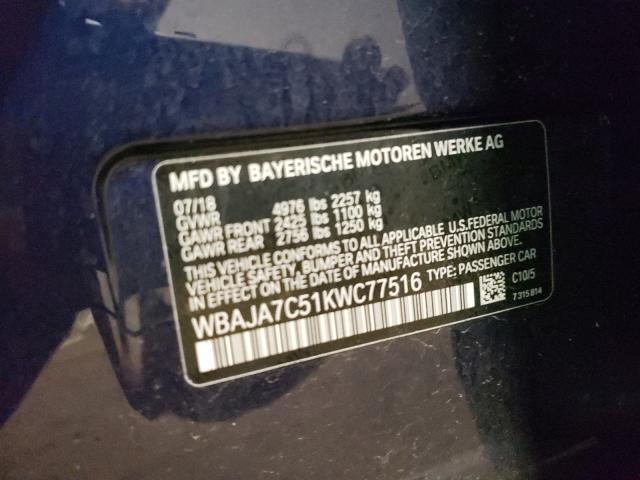 MFD BY BAYERISCHE MOTOREN WERKE AG
07/18
GVWR 4976 lbs 2257 kg
GAWR FRONT 2425 lbs 1100 kg
GAWR REAR 2756 lbs 1250 kg
THIS VEHICLE CONFORMS TO ALL APPLICABLE U.S.FEDERAL MOTOR
VEHICLE SAFETY, BUMPER AND THEFT PREVENTION STANDARDS
IN EFFECT ON THE DATE OF MANUFACTURE SHOWN ABOVE.
WBAJA7C51KWC77516 TYPE: PASSENGER CAR
C10/5
7 315 814